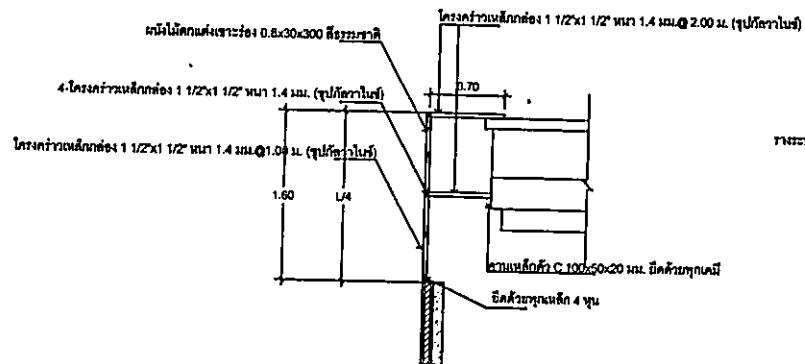 โครงคร่าวเหล็กกล่อง 1 1/2"x1 1/2" หนา 1.4 มม.@ 2.00 ม. (ชุปกัลวาไนซ์)
ผนังไม้ตกแต่งเซาะร่อง 0.8x30x300 สีธรรมชาติ
0.70
4-โครงคร่าวเหล็กกล่อง 1 1/2"x1 1/2" หนา 1.4 มม. (ชุปกัลวาไนซ์)
โครงคร่าวเหล็กกล่อง 1 1/2"x1 1/2" หนา 1.4 มม.@1.00 ม. (ชุปกัลวาไนซ์)
1.60
L/4
คานเหล็กตัว C 100x50x20 มม. ยึดด้วยพุกเคมี
ยึดด้วยพุกเหล็ก 4 หุน